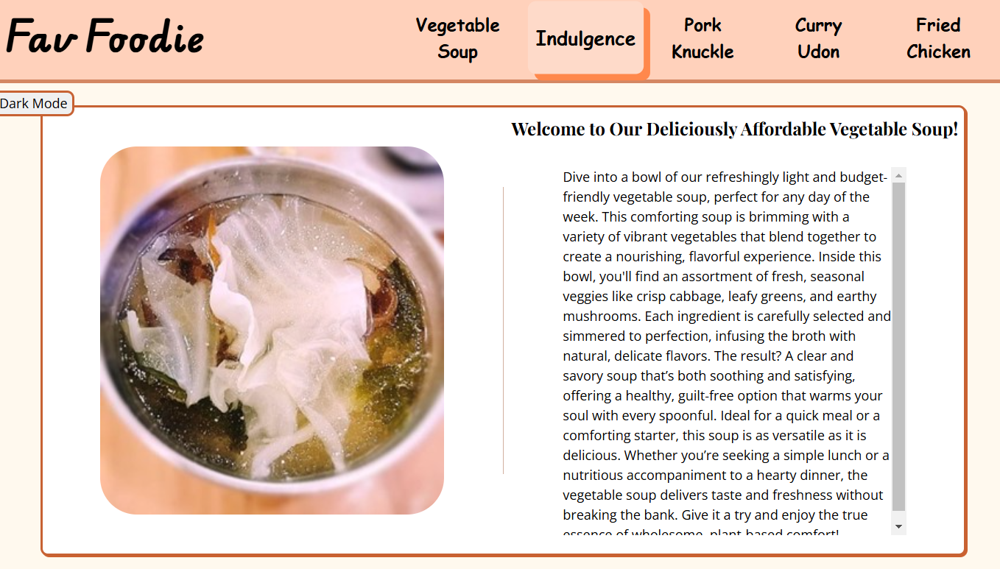 Fav Foodie
Vegetable
Soup
Indulgence
Pork
Knuckle
Curry
Udon
Fried
Chicken
Dark Mode
Welcome to Our Deliciously Affordable Vegetable Soup!
Dive into a bowl of our refreshingly light and budget-
friendly vegetable soup, perfect for any day of the
week. This comforting soup is brimming with a
variety of vibrant vegetables that blend together to
create a nourishing, flavorful experience. Inside this
bowl, you'll find an assortment of fresh, seasonal
veggies like crisp cabbage, leafy greens, and earthy
mushrooms. Each ingredient is carefully selected and
simmered to perfection, infusing the broth with
natural, delicate flavors. The result? A clear and
savory soup that’s both soothing and satisfying,
offering a healthy, guilt-free option that warms your
soul with every spoonful. Ideal for a quick meal or a
comforting starter, this soup is as versatile as it is
delicious. Whether you’re seeking a simple lunch or a
nutritious accompaniment to a hearty dinner, the
vegetable soup delivers taste and freshness without
breaking the bank. Give it a try and enjoy the true
essence of wholesome, plant-based comfort!